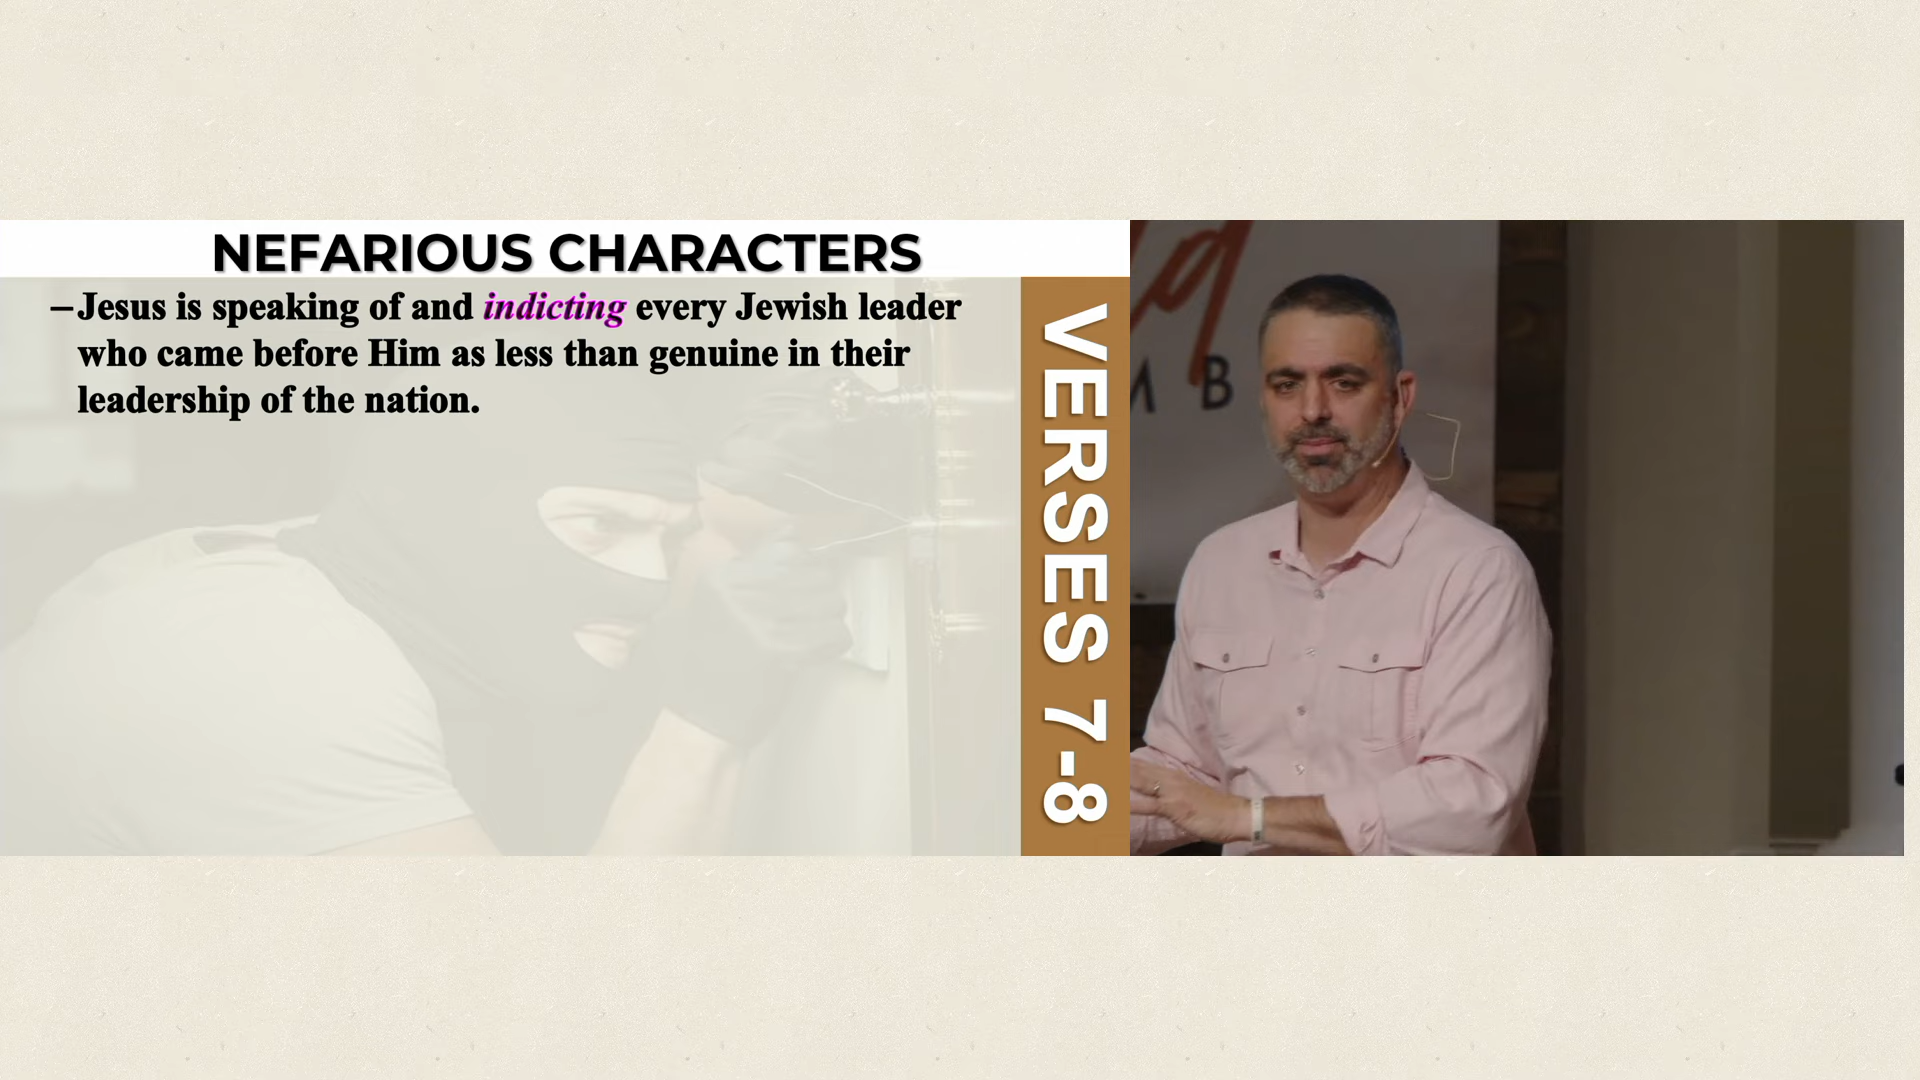 NEFARIOUS CHARACTERS
–Jesus is speaking of and indicting every Jewish leader
who came before Him as less than genuine in their
leadership of the nation.
VERSES 7-8
MB